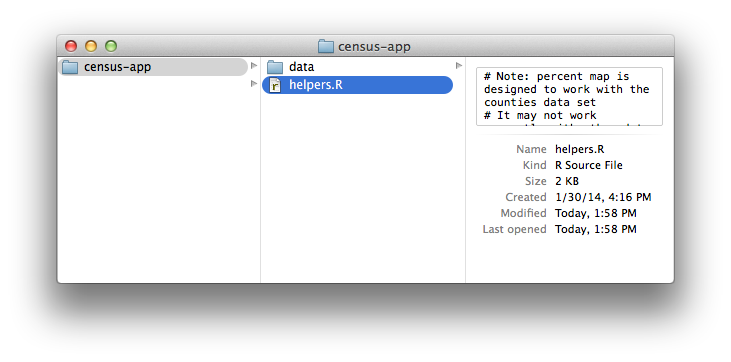 census-app
census-app
data
helpers.R
# Note: percent map is
designed to work with the
counties data set
# It may not work
Name helpers.R
Kind R Source File
Size 2 KB
Created 1/30/14, 4:16 PM
Modified Today, 1:58 PM
Last opened Today, 1:58 PM